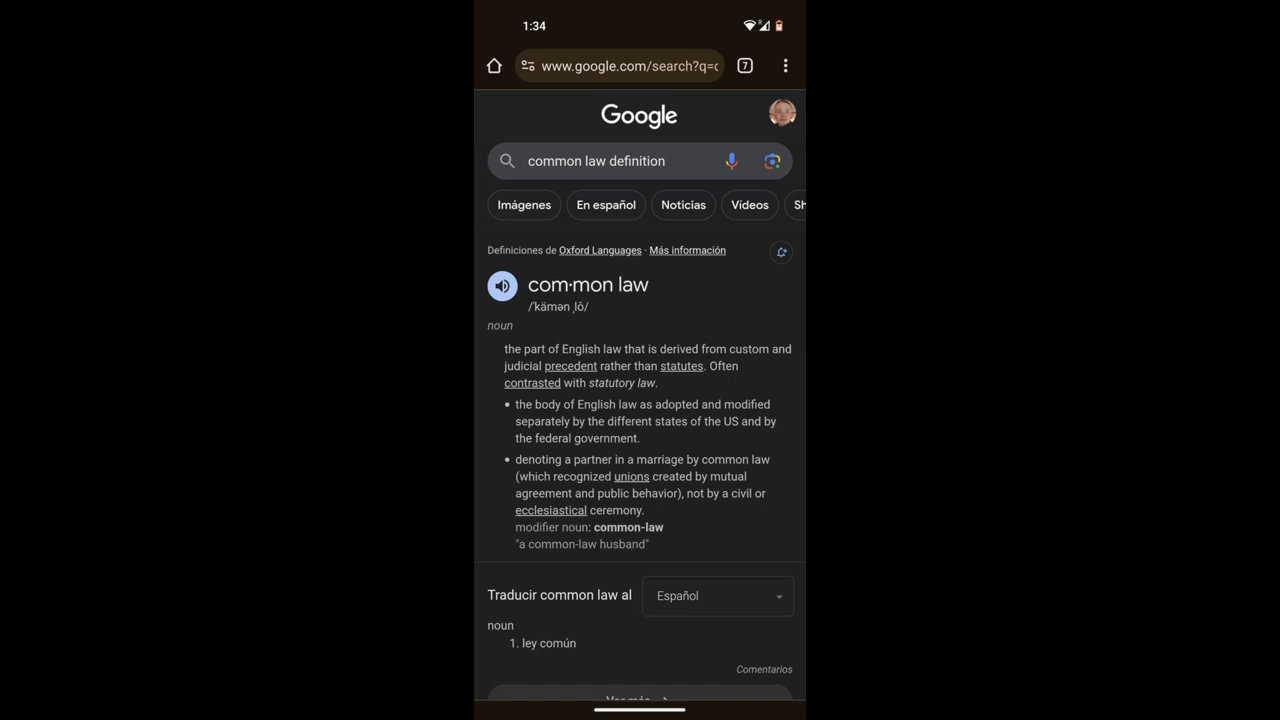 1:34
R
www.google.com/search?q=c
7
Google
common law definition
Imágenes
En español
Noticias
Vídeos
Sh
Definiciones de Oxford Languages · Más información
com·mon law
/ˈkämən ˌlô/
noun
the part of English law that is derived from custom and
judicial precedent rather than statutes. Often
contrasted with statutory law.
• the body of English law as adopted and modified
separately by the different states of the US and by
the federal government.
• denoting a partner in a marriage by common law
(which recognized unions created by mutual
agreement and public behavior), not by a civil or
ecclesiastical ceremony.
modifier noun: common-law
"a common-law husband"
Traducir common law al
Español
noun
1. ley común
Comentarios
Ver más